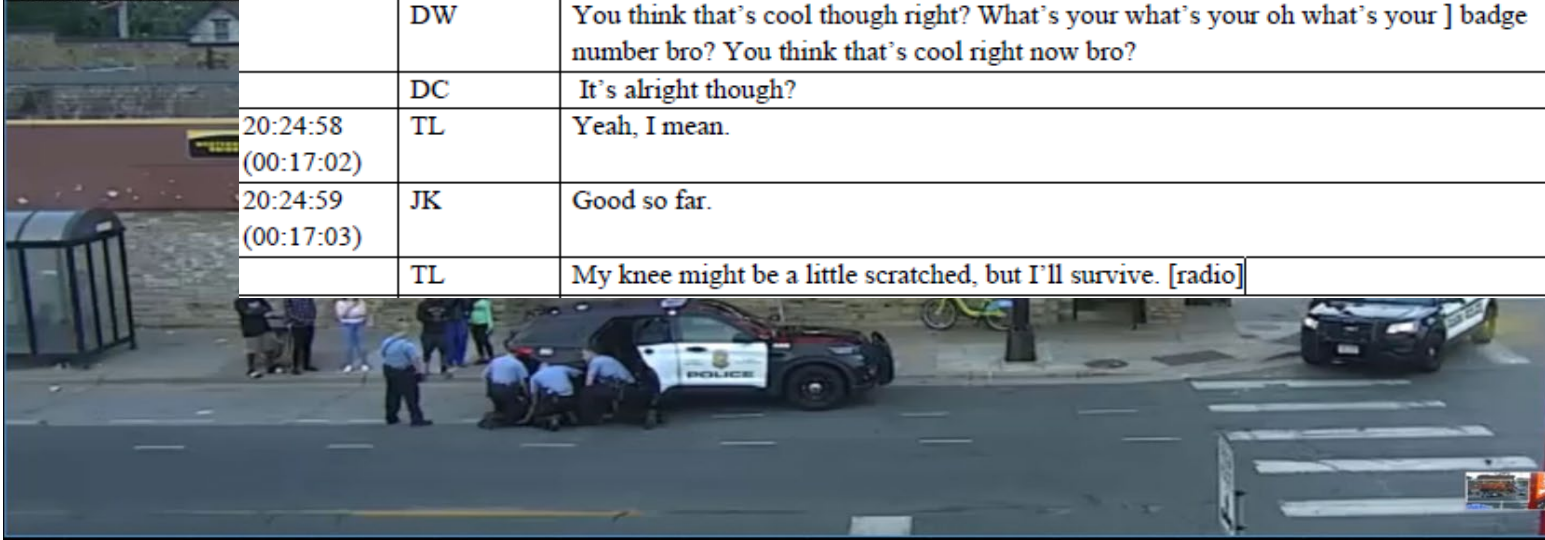 DW You think that’s cool though right? What’s your what’s your oh what’s your ] badge
number bro? You think that’s cool right now bro?
DC It’s alright though?
20:24:58 TL Yeah, I mean.
(00:17:02)
20:24:59 JK Good so far.
(00:17:03)
TL My knee might be a little scratched, but I’ll survive. [radio]
POLICE